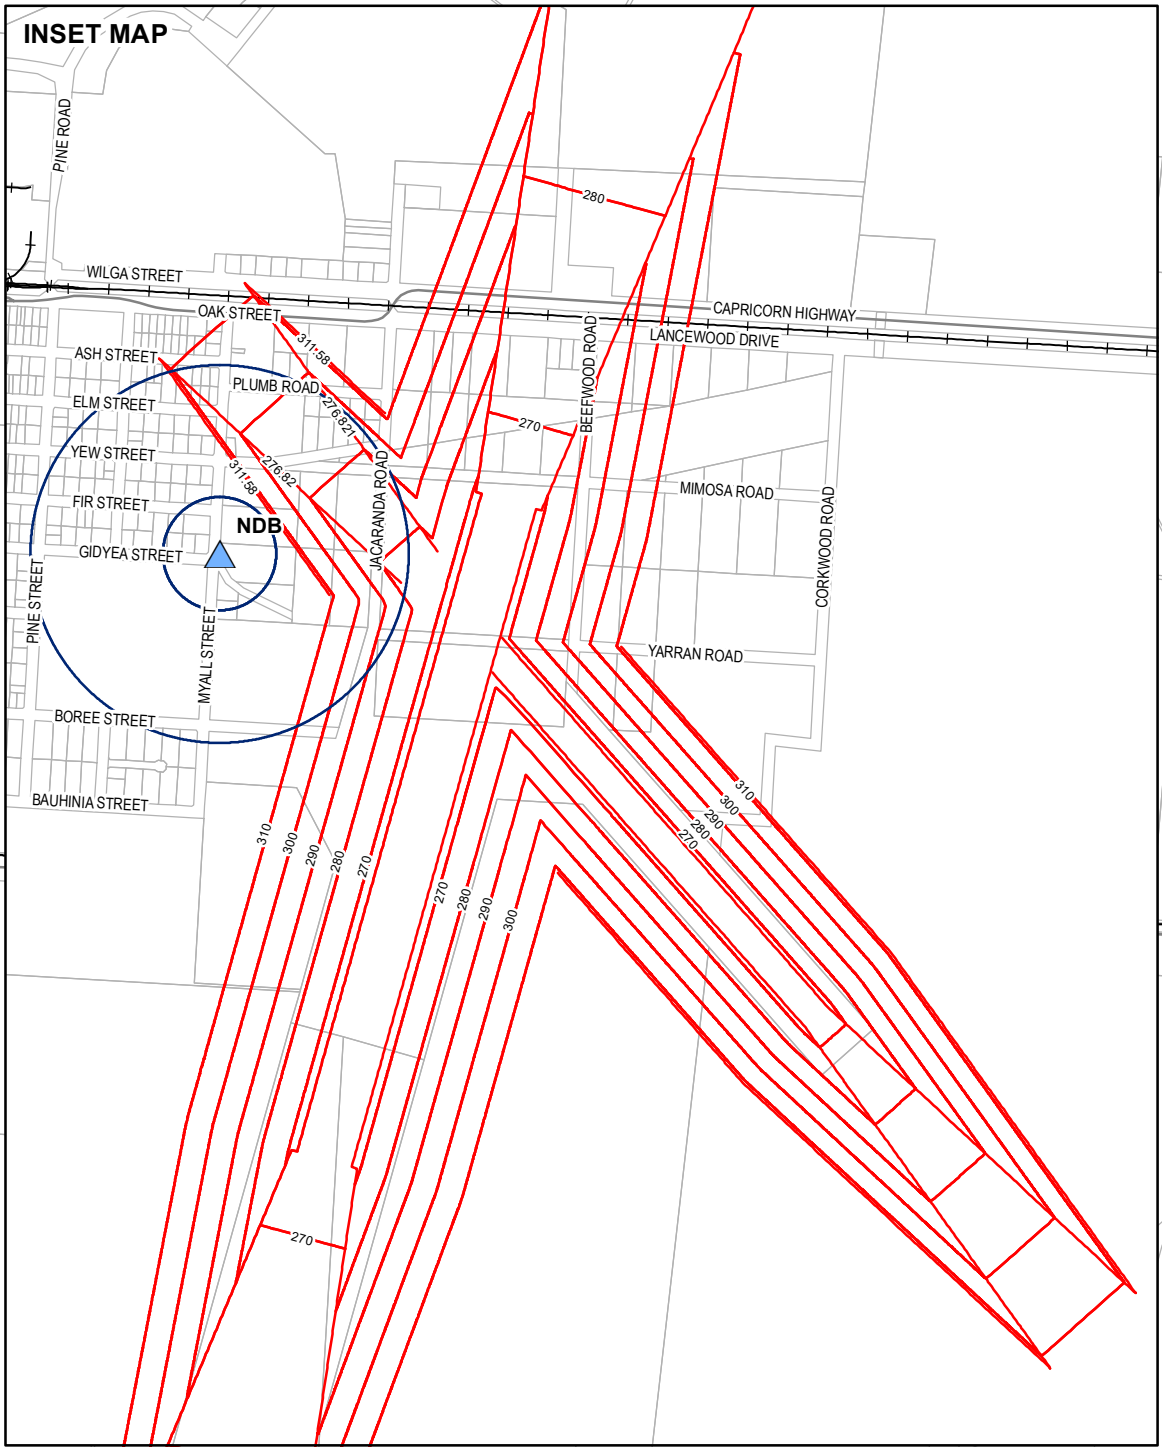 INSET MAP
PINE ROAD
280
WILGA STREET
OAK STREET
CAPRICORN HIGHWAY
LANCEWOOD DRIVE
311.58
ASH STREET
PLUMB ROAD
BEEFWOOD ROAD
ELM STREET
276.821
270
YEW STREET
276.82
311.58
JACARANDA ROAD
MIMOSA ROAD
CORKWOOD ROAD
FIR STREET
NDB
GIDYEA STREET
PINE STREET
MYALL STREET
YARRAN ROAD
BOREE STREET
BAUHINIA STREET
310
300
290
280
270
310
300
290
280
270
270
280
290
300
270